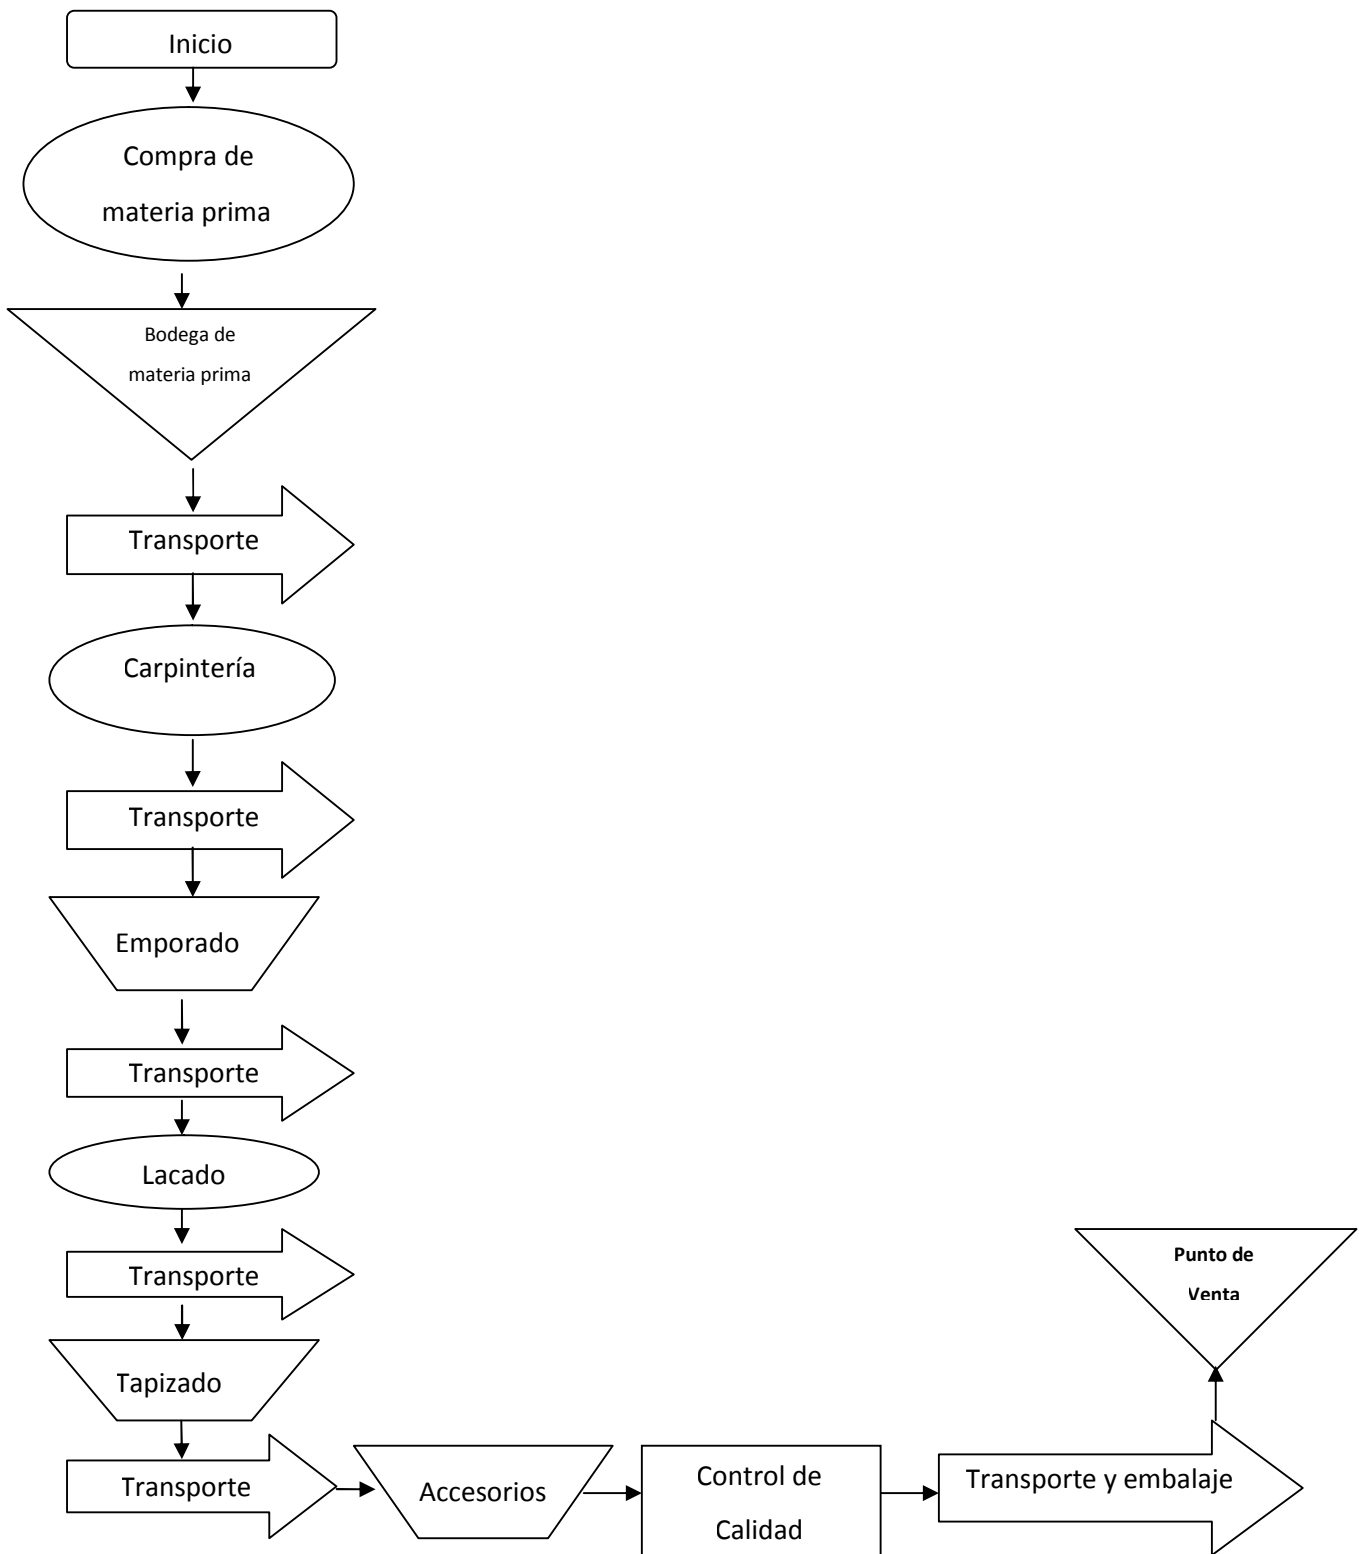 Inicio
Compra de
materia prima
Bodega de
materia prima
Transporte
Carpintería
Transporte
Emporado
Transporte
Lacado
Transporte
Tapizado
Transporte
Accesorios
Control de
Calidad
Transporte y embalaje
Punto de
Venta